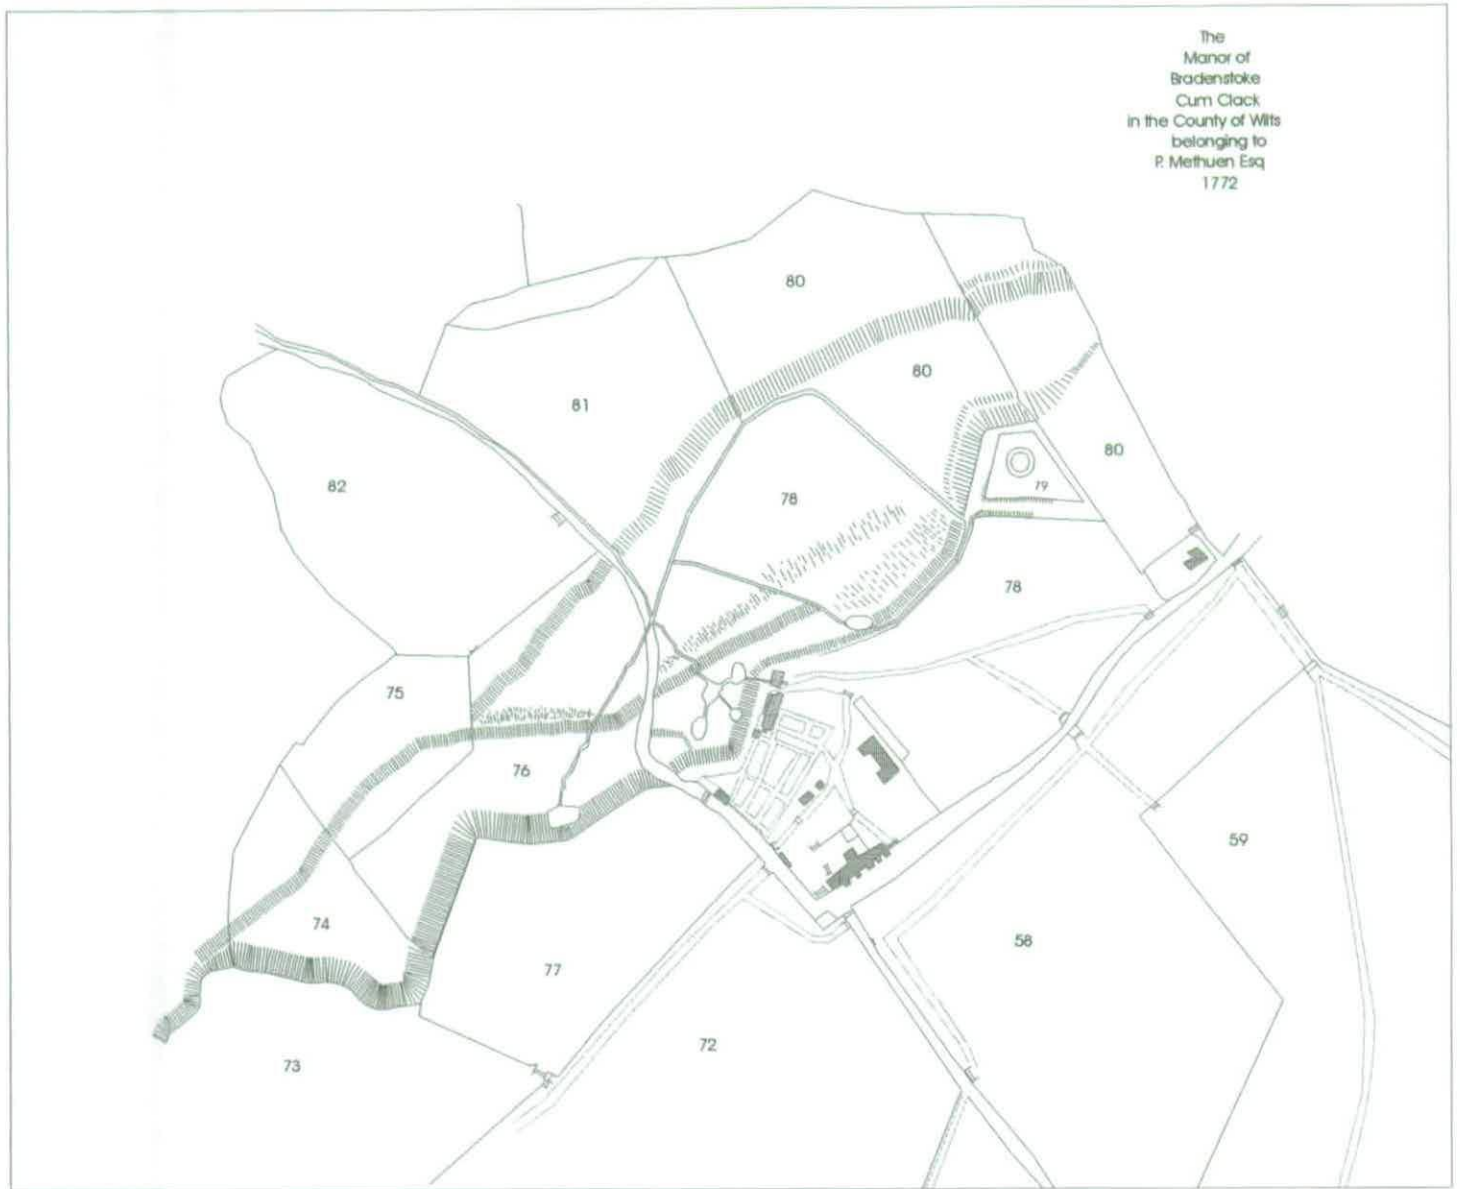 The
Manor of
Bradenstoke
Cum Clack
in the County of Wilts
belonging to
P. Methuen Esq
1772
80
80
81
82
78
79
80
78
75
76
59
74
58
77
72
73